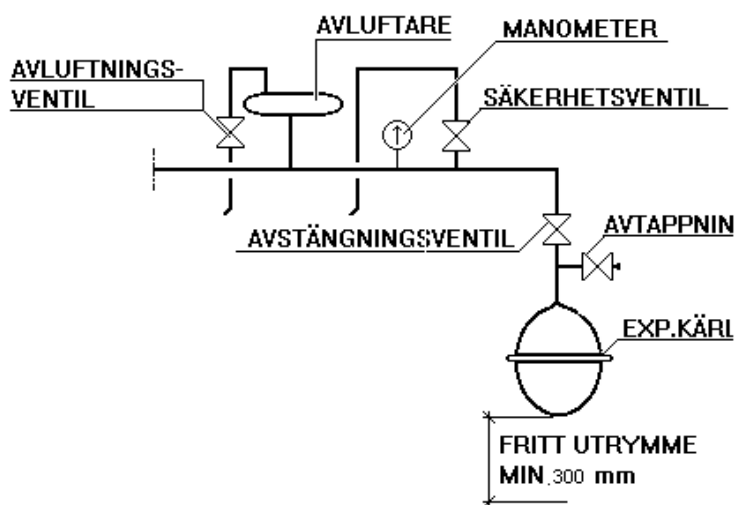 AVLUFTARE
MANOMETER
AVLUFTNINGS-
VENTIL
SÄKERHETSVENTIL
AVSTÄNGNINGSVENTIL
AVTAPPNIN
EXP.KÄRL
FRITT UTRYMME
MIN.300 mm